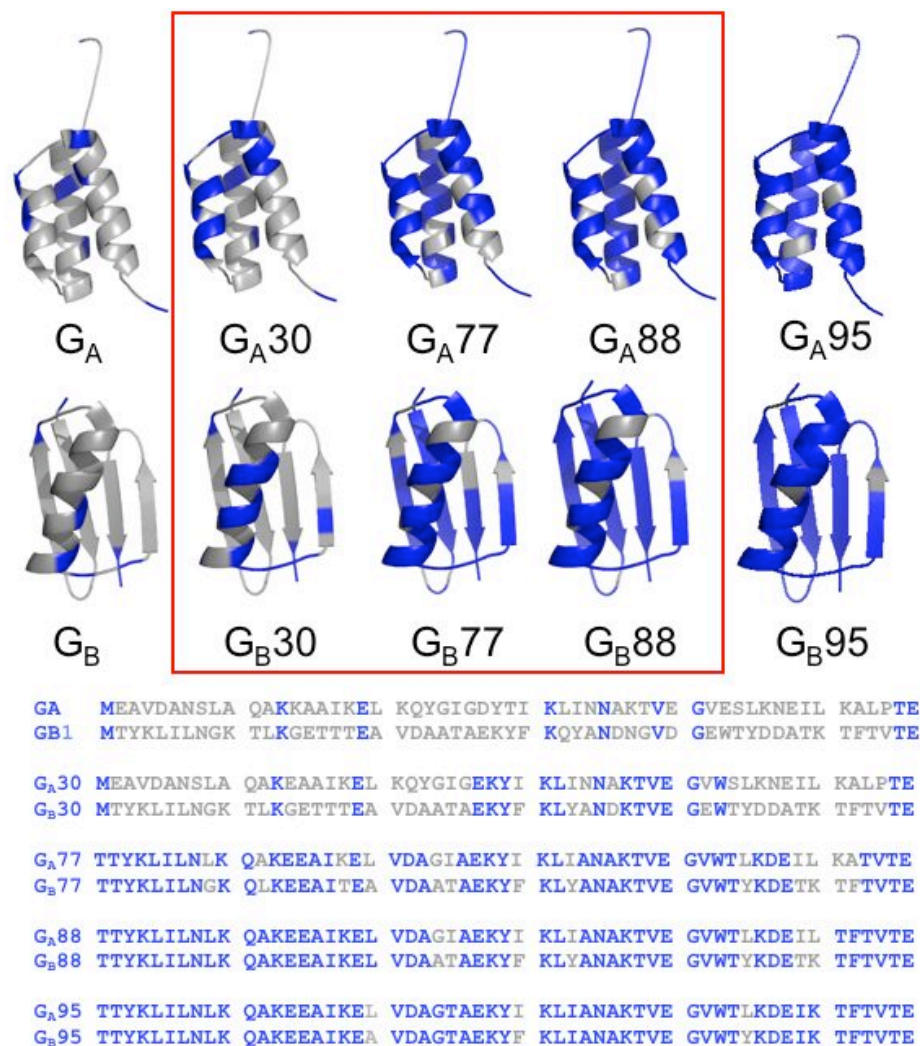 GA GA30 GA77 GA88 GA95
GB GB30 GB77 GB88 GB95
GA MEAVDANSLA QAKKAAIKEL KQYGIGDYTI KLINNAKTVE GVESLKNEIL KALPTE
GB1 MTYKLILNGK TLKGETTTEA VDAATAEKYF KQYANDNGVD GEWTYDDATK TFTVTE
GA30 MEAVDANSLA QAKEAAIKEL KQYGIGEKYI KLINNAKTVE GVWSLKNEIL KALPTE
GB30 MTYKLILNGK TLKGETTTEA VDAATAEKYF KLYANDKTVE GEWTYDDATK TFTVTE
GA77 TTYKLILNLK QAKEEAIKEL VDAGIAEKYI KLIANAKTVE GVWTLKDEIL KATVTE
GB77 TTYKLILNGK QLKEEAITEA VDAATAEKYF KLYANAKTVE GVWTYKDETK TFTVTE
GA88 TTYKLILNLK QAKEEAIKEL VDAGIAEKYI KLIANAKTVE GVWTLKDEIL TFTVTE
GB88 TTYKLILNLK QAKEEAIKEL VDAATAEKYF KLYANAKTVE GVWTYKDETK TFTVTE
GA95 TTYKLILNLK QAKEEAIKEL VDAGTAEKYI KLIANAKTVE GVWTLKDEIK TFTVTE
GB95 TTYKLILNLK QAKEEAIKEA VDAGTAEKYF KLIANAKTVE GVWTYKDEIK TFTVTE